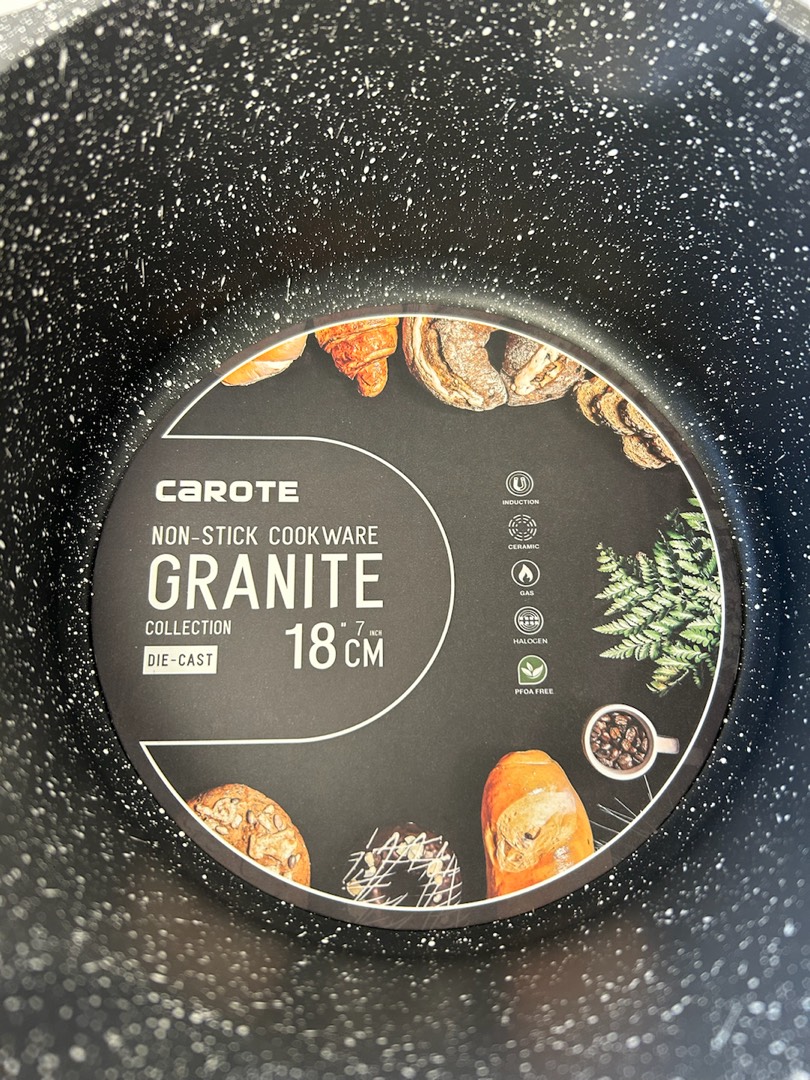 CAROTE
NON-STICK COOKWARE
GRANITE
COLLECTION
DIE-CAST
18" 7 INCH
CM
INDUCTION
CERAMIC
GAS
HALOGEN
PFOA FREE